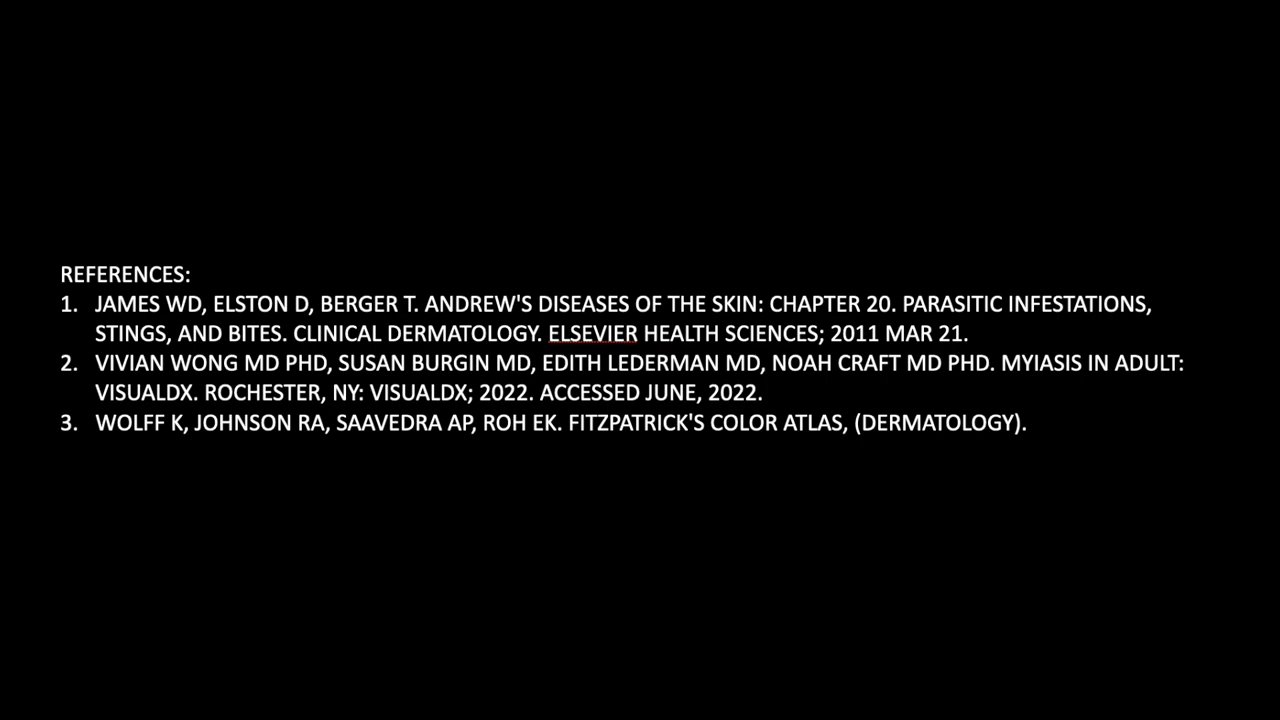 REFERENCES:
1. JAMES WD, ELSTON D, BERGER T. ANDREW'S DISEASES OF THE SKIN: CHAPTER 20. PARASITIC INFESTATIONS,
STINGS, AND BITES. CLINICAL DERMATOLOGY. ELSEVIER HEALTH SCIENCES; 2011 MAR 21.
2. VIVIAN WONG MD PHD, SUSAN BURGIN MD, EDITH LEDERMAN MD, NOAH CRAFT MD PHD. MYIASIS IN ADULT:
VISUALDX. ROCHESTER, NY: VISUALDX; 2022. ACCESSED JUNE, 2022.
3. WOLFF K, JOHNSON RA, SAAVEDRA AP, ROH EK. FITZPATRICK'S COLOR ATLAS, (DERMATOLOGY).